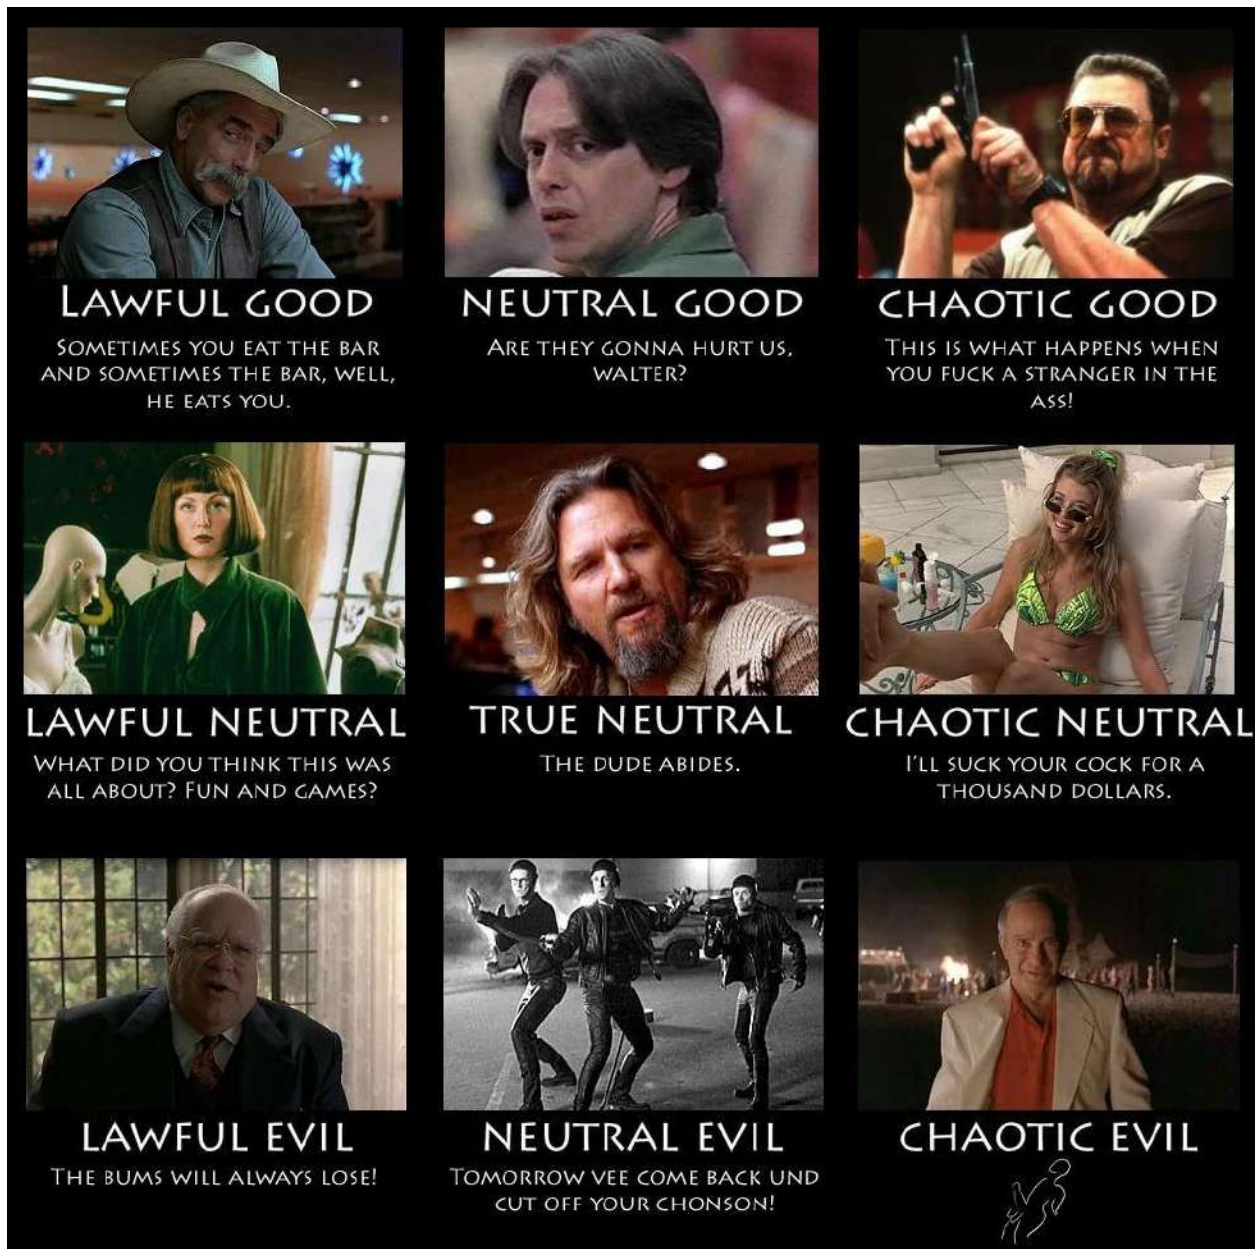 LAWFUL GOOD
SOMETIMES YOU EAT THE BAR
AND SOMETIMES THE BAR, WELL,
HE EATS YOU.
NEUTRAL GOOD
ARE THEY GONNA HURT US,
WALTER?
CHAOTIC GOOD
THIS IS WHAT HAPPENS WHEN
YOU FUCK A STRANGER IN THE
ASS!
LAWFUL NEUTRAL
WHAT DID YOU THINK THIS WAS
ALL ABOUT? FUN AND GAMES?
TRUE NEUTRAL
THE DUDE ABIDES.
CHAOTIC NEUTRAL
I'LL SUCK YOUR COCK FOR A
THOUSAND DOLLARS.
LAWFUL EVIL
THE BUMS WILL ALWAYS LOSE!
NEUTRAL EVIL
TOMORROW VEE COME BACK UND
CUT OFF YOUR CHONSON!
CHAOTIC EVIL